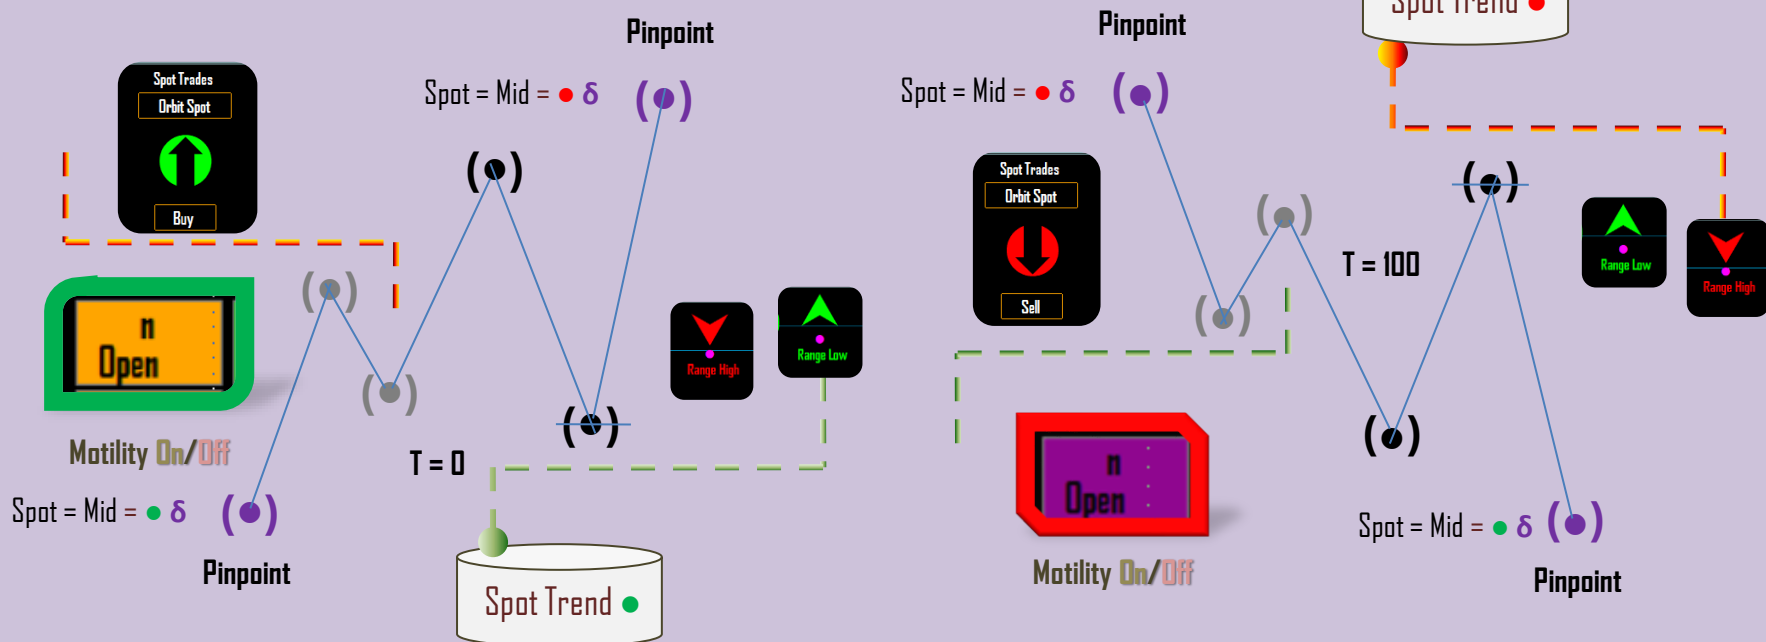 Pinpoint
Spot = Mid = ● δ (●)
Spot Trades
Orbit Spot
Buy
n
Open
Motility On/Off
Spot = Mid = ● δ (●)
Pinpoint
T = 0
Range High
Range Low
Spot Trend ●
Pinpoint
Spot = Mid = ● δ (●)
Spot Trend ●
Spot Trades
Orbit Spot
Sell
T = 100
Range Low
Range High
n
Open
Motility On/Off
Spot = Mid = ● δ (●)
Pinpoint